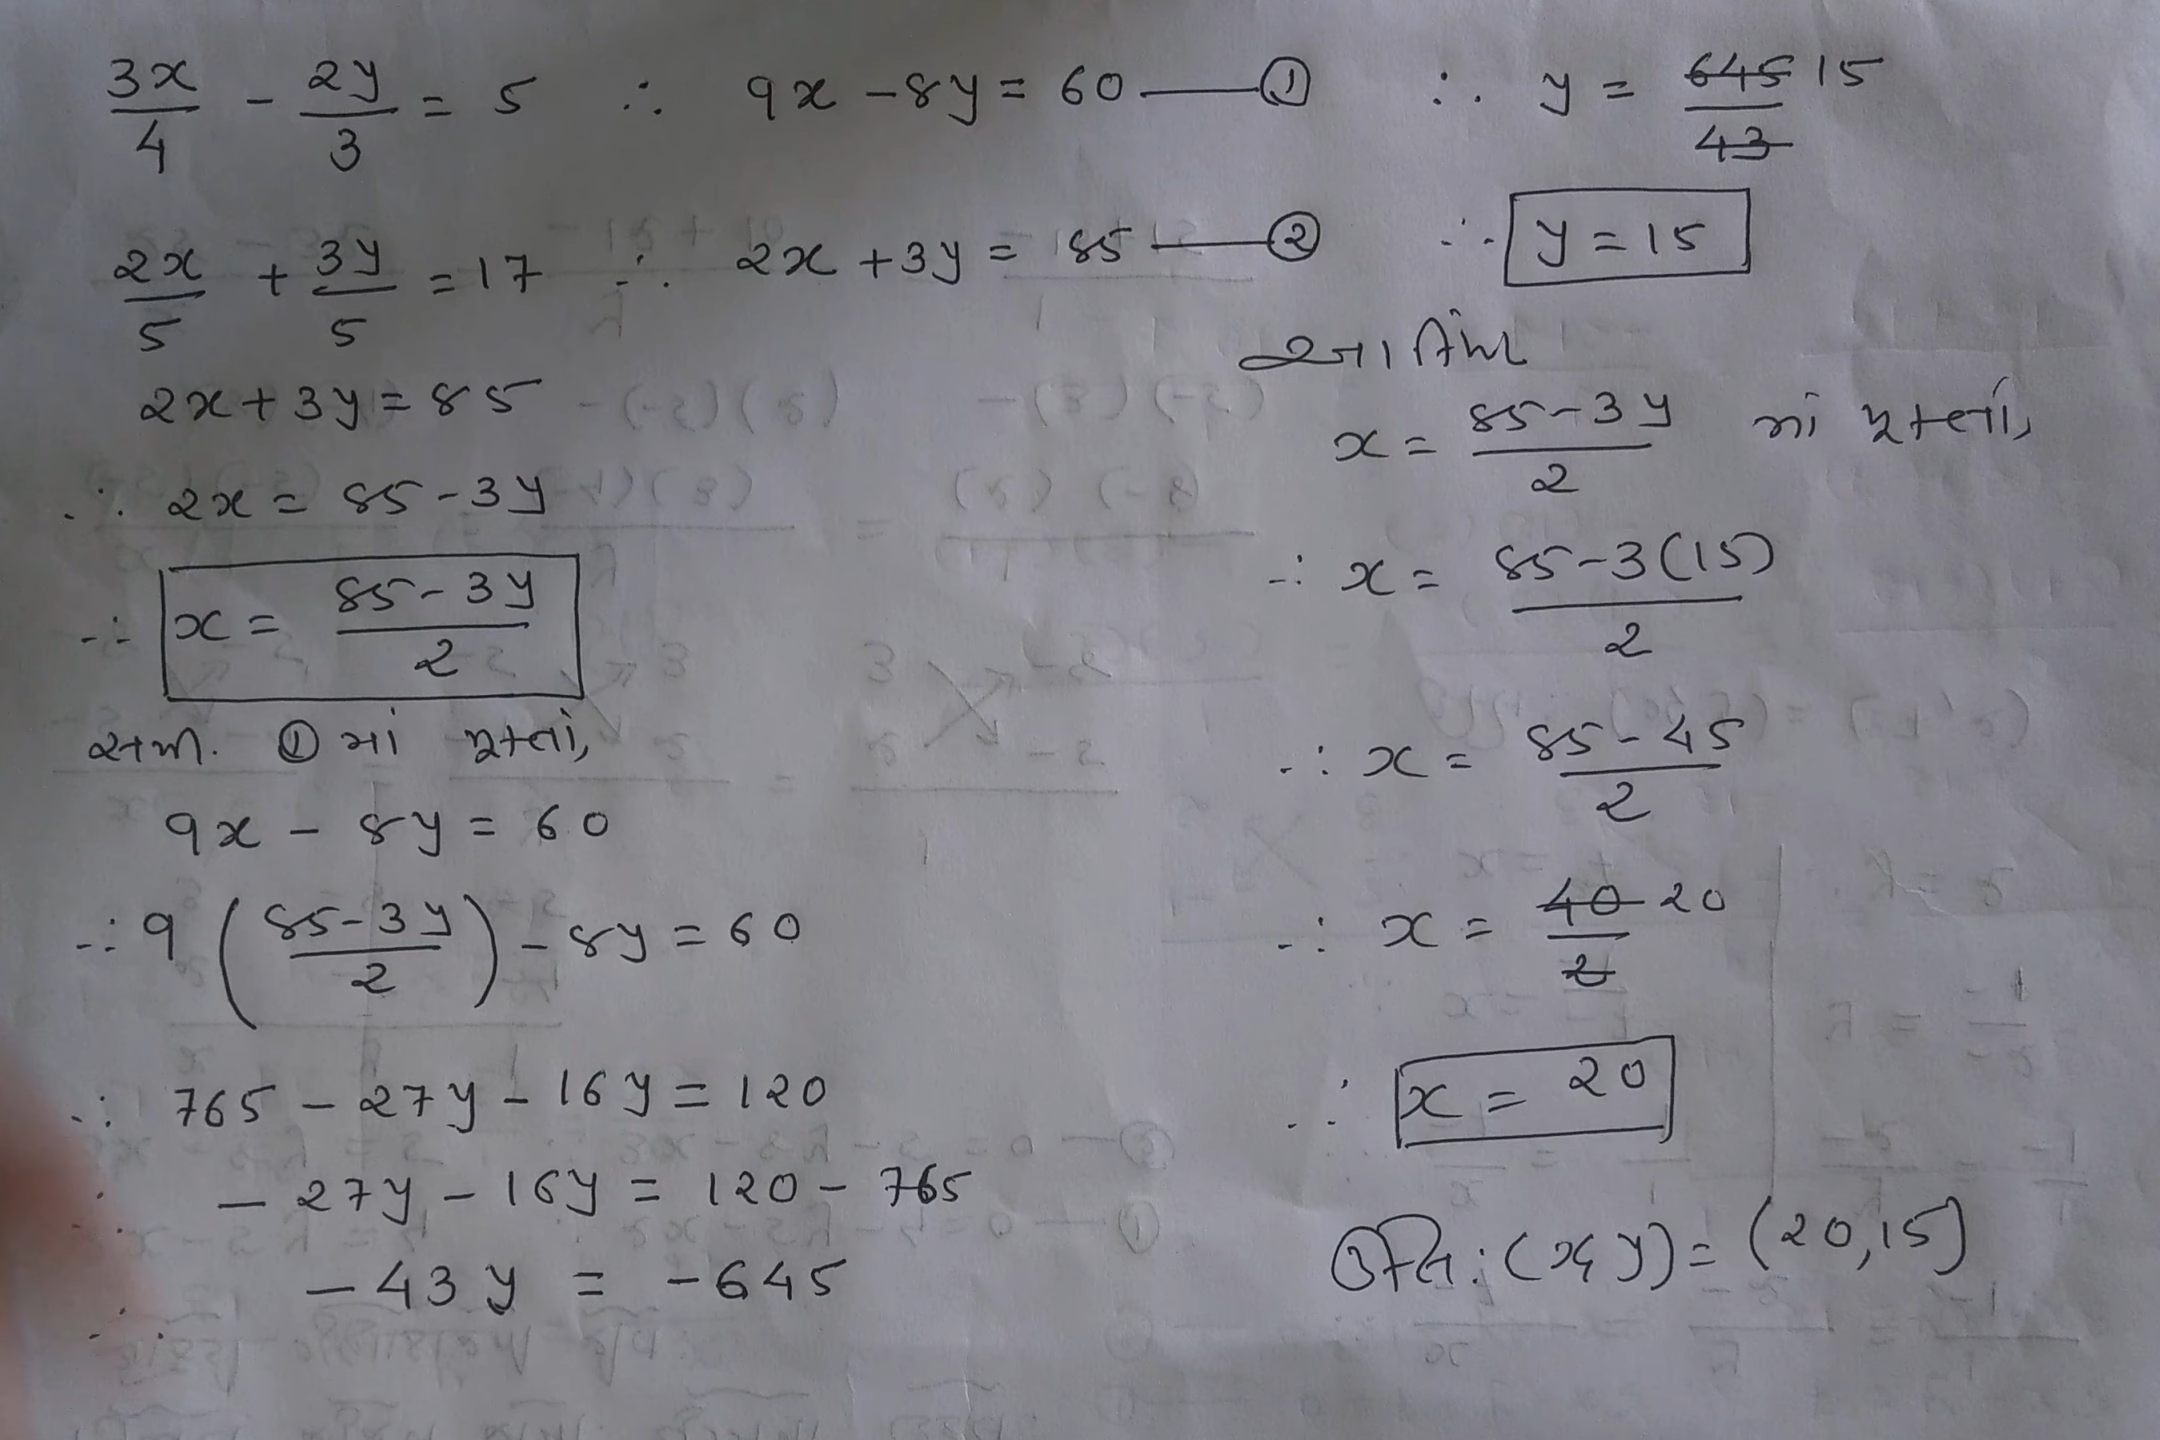 3x/4 - 2y/3 = 5 ∴ 9x - 8y = 60 — ①
2x/5 + 3y/5 = 17 ∴ 2x + 3y = 85 — ②
2x + 3y = 85
∴ 2x = 85 - 3y
∴ x = (85 - 3y)/2
સમી. ① માં મૂકતાં,
9x - 8y = 60
∴ 9 ((85 - 3y)/2) - 8y = 60
∴ 765 - 27y - 16y = 120
∴ - 27y - 16y = 120 - 765
∴ - 43y = - 645
∴ y = 645/43 15
∴ y = 15
x = (85 - 3y)/2 માં મૂકતાં,
∴ x = (85 - 3(15))/2
∴ x = (85 - 45)/2
∴ x = 40/2 20
∴ x = 20
ઉકેલ : (x, y) = (20, 15)